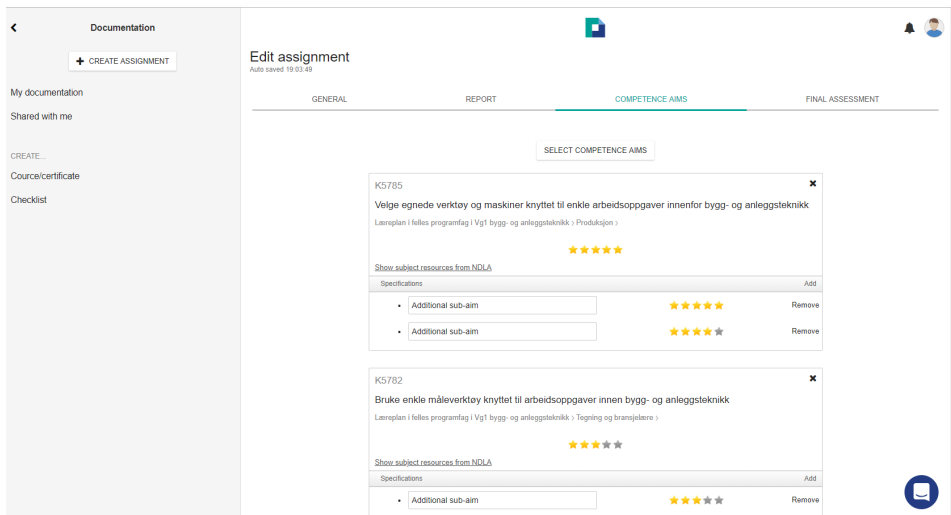 Documentation
+ CREATE ASSIGNMENT
My documentation
Shared with me
CREATE...
Cource/certificate
Checklist
Edit assignment
Auto saved 19:03:49
GENERAL REPORT COMPETENCE AIMS FINAL ASSESSMENT
SELECT COMPETENCE AIMS
K5785
Velge egnede verktøy og maskiner knyttet til enkle arbeidsoppgaver innenfor bygg- og anleggsteknikk
Læreplan i felles programfag i Vg1 bygg- og anleggsteknikk › Produksjon ›
Show subject resources from NDLA
Specifications Add
Additional sub-aim Remove
Additional sub-aim Remove
K5782
Bruke enkle måleverktøy knyttet til arbeidsoppgaver innen bygg- og anleggsteknikk
Læreplan i felles programfag i Vg1 bygg- og anleggsteknikk › Tegning og bransjelære ›
Show subject resources from NDLA
Specifications Add
Additional sub-aim Remove